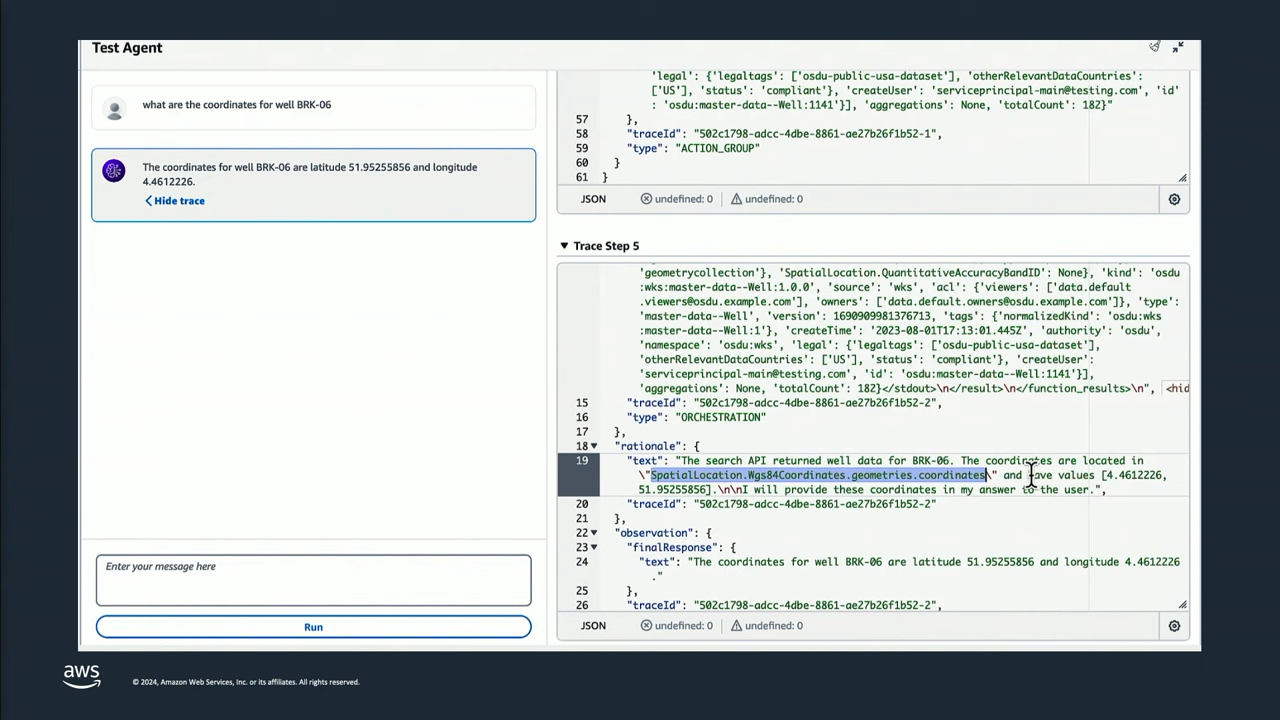 Test Agent
what are the coordinates for well BRK-06
The coordinates for well BRK-06 are latitude 51.95255856 and longitude
4.4612226.
Hide trace
Enter your message here
Run
'legal': {'legaltags': ['osdu-public-usa-dataset'], 'otherRelevantDataCountries':
['US'], 'status': 'compliant'}, 'createUser': 'serviceprincipal-main@testing.com', 'id'
: 'osdu:master-data--Well:1141'}], 'aggregations': None, 'totalCount': 182}"
57 },
58 "traceId": "502c1798-adcc-4dbe-8861-ae27b26f1b52-1",
59 "type": "ACTION_GROUP"
60 }
61 }
JSON undefined: 0 undefined: 0
Trace Step 5
'geometrycollection'}, 'SpatialLocation.QuantitativeAccuracyBandID': None}, 'kind': 'osdu
:wks:master-data--Well:1.0.0', 'source': 'wks', 'acl': {'viewers': ['data.default
.viewers@osdu.example.com'], 'owners': ['data.default.owners@osdu.example.com']}, 'type':
'master-data--Well', 'version': 1690909981376713, 'tags': {'normalizedKind': 'osdu:wks
:master-data--Well:1'}, 'createTime': '2023-08-01T17:13:01.445Z', 'authority': 'osdu',
'namespace': 'osdu:wks', 'legal': {'legaltags': ['osdu-public-usa-dataset'],
'otherRelevantDataCountries': ['US'], 'status': 'compliant'}, 'createUser':
'serviceprincipal-main@testing.com', 'id': 'osdu:master-data--Well:1141'}],
'aggregations': None, 'totalCount': 182}</stdout>\n</result>\n</function_results>\n", <hid
15 "traceId": "502c1798-adcc-4dbe-8861-ae27b26f1b52-2",
16 "type": "ORCHESTRATION"
17 },
18 "rationale": {
19 "text": "The search API returned well data for BRK-06. The coordinates are located in
\"SpatialLocation.Wgs84Coordinates.geometries.coordinates\" and have values [4.4612226,
51.95255856].\n\nI will provide these coordinates in my answer to the user.",
20 "traceId": "502c1798-adcc-4dbe-8861-ae27b26f1b52-2"
21 },
22 "observation": {
23 "finalResponse": {
24 "text": "The coordinates for well BRK-06 are latitude 51.95255856 and longitude 4.4612226
."
25 },
26 "traceId": "502c1798-adcc-4dbe-8861-ae27b26f1b52-2",
JSON undefined: 0 undefined: 0
aws
© 2024, Amazon Web Services, Inc. or its affiliates. All rights reserved.